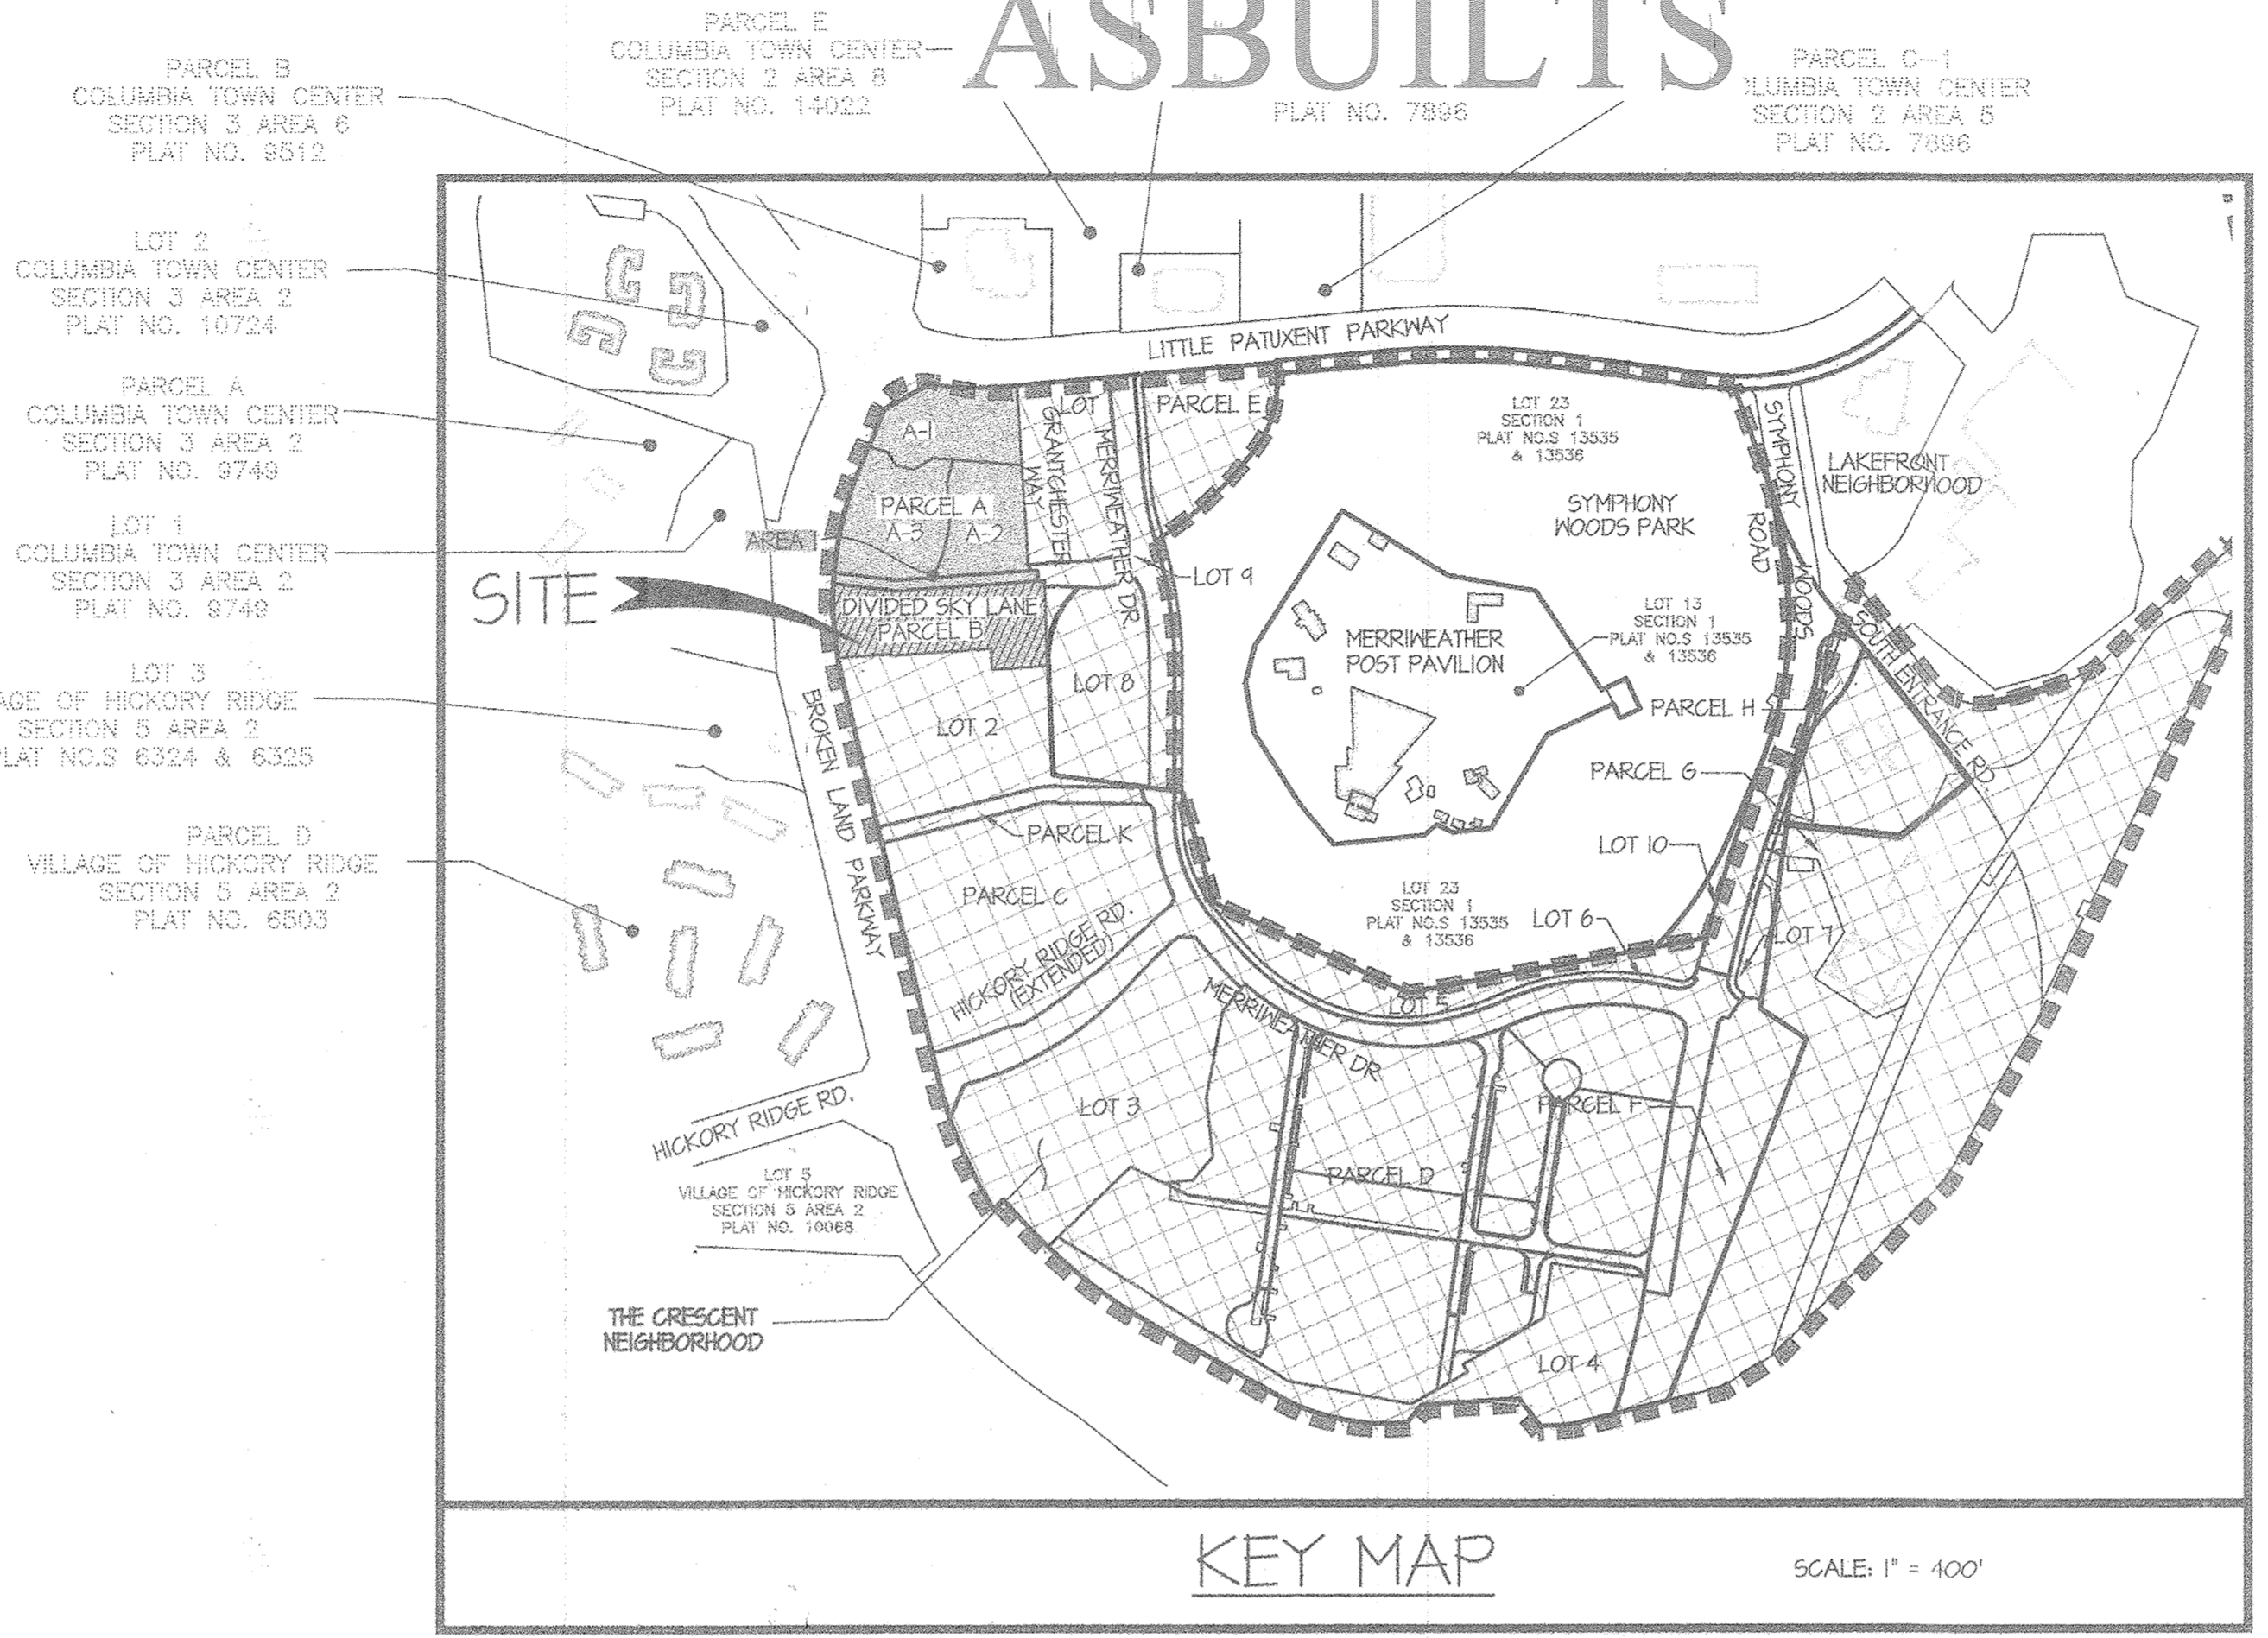 ASBUILTS
PARCEL E
COLUMBIA TOWN CENTER
SECTION 2 AREA 8
PLAT NO. 14022
PLAT NO. 7896
PARCEL C-1
LUMBIA TOWN CENTER
SECTION 2 AREA 5
PLAT NO. 7896
PARCEL B
COLUMBIA TOWN CENTER
SECTION 3 AREA 6
PLAT NO. 9512
LOT 2
COLUMBIA TOWN CENTER
SECTION 3 AREA 2
PLAT NO. 10724
PARCEL A
COLUMBIA TOWN CENTER
SECTION 3 AREA 2
PLAT NO. 9749
LOT 1
COLUMBIA TOWN CENTER
SECTION 3 AREA 2
PLAT NO. 9749
LOT 3
AGE OF HICKORY RIDGE
SECTION 5 AREA 2
PLAT NO.S 6324 & 6325
PARCEL D
VILLAGE OF HICKORY RIDGE
SECTION 5 AREA 2
PLAT NO. 6503
LITTLE PATUXENT PARKWAY
A-1
LOT
PARCEL E
GRANTCHESTER
WAY
MERRIWEATHER DR
PARCEL A
A-3
A-2
AREA 1
SITE
DIVIDED SKY LANE
PARCEL B
LOT 9
LOT 8
LOT 2
BROKEN LAND PARKWAY
PARCEL K
PARCEL C
HICKORY RIDGE RD.
(EXTENDED)
LOT 23
SECTION 1
PLAT NO.S 13535
& 13536
SYMPHONY
WOODS PARK
SYMPHONY
WOODS
ROAD
LAKEFRONT
NEIGHBORHOOD
LOT 13
SECTION 1
PLAT NO.S 13535
& 13536
MERRIWEATHER
POST PAVILION
SOUTH ENTRANCE RD
PARCEL H
PARCEL G
LOT 10
LOT 23
SECTION 1
PLAT NO.S 13535
& 13536
LOT 6
LOT 7
LOT 5
MERRIWEATHER DR
LOT 3
PARCEL F
PARCEL D
LOT 4
HICKORY RIDGE RD.
LOT 5
VILLAGE OF HICKORY RIDGE
SECTION 5 AREA 2
PLAT NO. 10068
THE CRESCENT
NEIGHBORHOOD
KEY MAP
SCALE: 1" = 400'